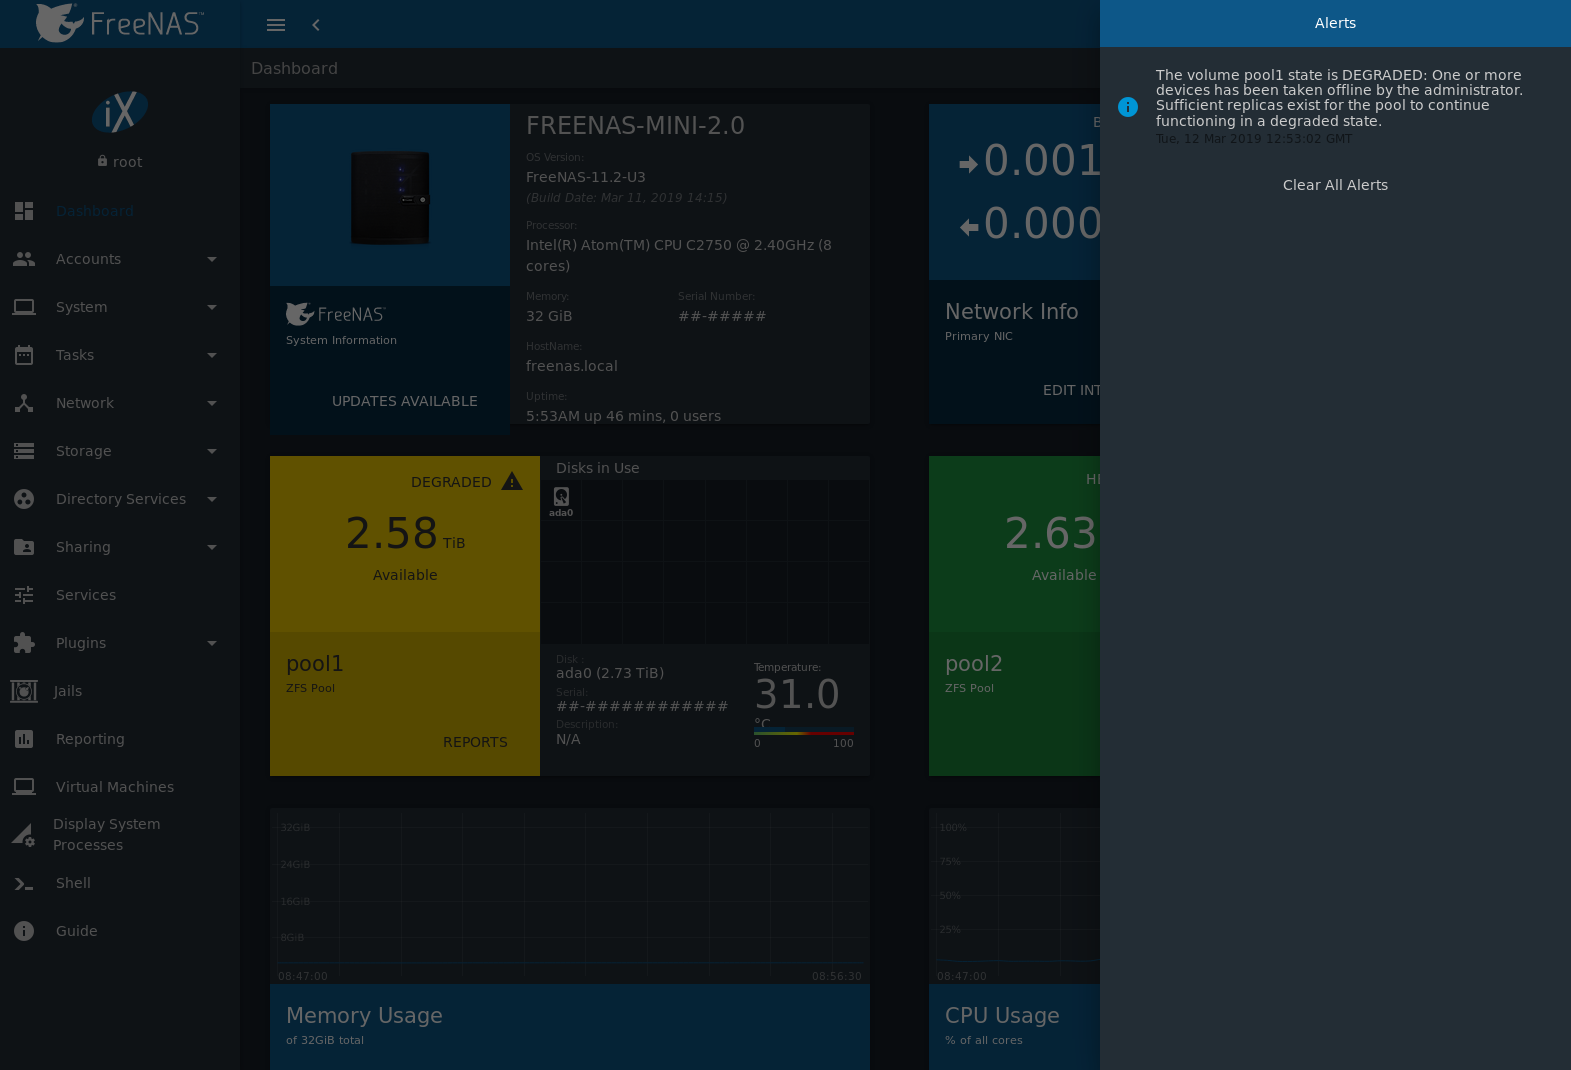 FreeNAS™
iX
root
Dashboard
Accounts
System
Tasks
Network
Storage
Directory Services
Sharing
Services
Plugins
Jails
Reporting
Virtual Machines
Display System
Processes
Shell
Guide
Dashboard
FreeNAS
System Information
UPDATES AVAILABLE
FREENAS-MINI-2.0
OS Version:
FreeNAS-11.2-U3
(Build Date: Mar 11, 2019 14:15)
Processor:
Intel(R) Atom(TM) CPU C2750 @ 2.40GHz (8
cores)
Memory: Serial Number:
32 GiB ##-#####
HostName:
freenas.local
Uptime:
5:53AM up 46 mins, 0 users
0.001
0.000
Network Info
Primary NIC
EDIT INT
DEGRADED
2.58 TiB
Available
pool1
ZFS Pool
REPORTS
Disks in Use
ada0
Disk :
ada0 (2.73 TiB)
Serial:
##-############
Description:
N/A
Temperature:
31.0
°C
0 100
2.63
Available
pool2
ZFS Pool
32GiB
24GiB
16GiB
8GiB
08:47:00 08:56:30
Memory Usage
of 32GiB total
100%
75%
50%
25%
08:47:00
CPU Usage
% of all cores
Alerts
The volume pool1 state is DEGRADED: One or more
devices has been taken offline by the administrator.
Sufficient replicas exist for the pool to continue
functioning in a degraded state.
Tue, 12 Mar 2019 12:53:02 GMT
Clear All Alerts